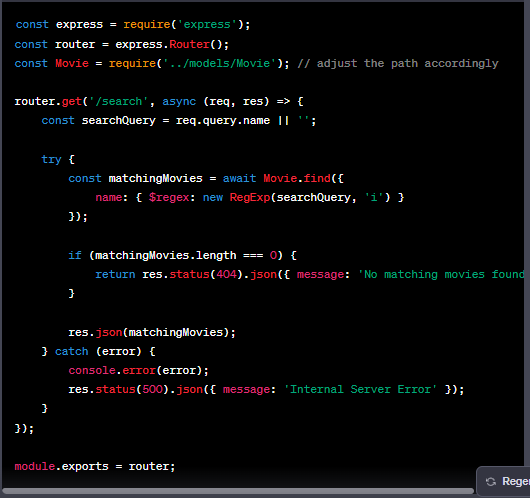 const express = require('express');
const router = express.Router();
const Movie = require('../models/Movie'); // adjust the path accordingly
router.get('/search', async (req, res) => {
const searchQuery = req.query.name || '';
try {
const matchingMovies = await Movie.find({
name: { $regex: new RegExp(searchQuery, 'i') }
});
if (matchingMovies.length === 0) {
return res.status(404).json({ message: 'No matching movies found
}
res.json(matchingMovies);
} catch (error) {
console.error(error);
res.status(500).json({ message: 'Internal Server Error' });
}
});
module.exports = router;